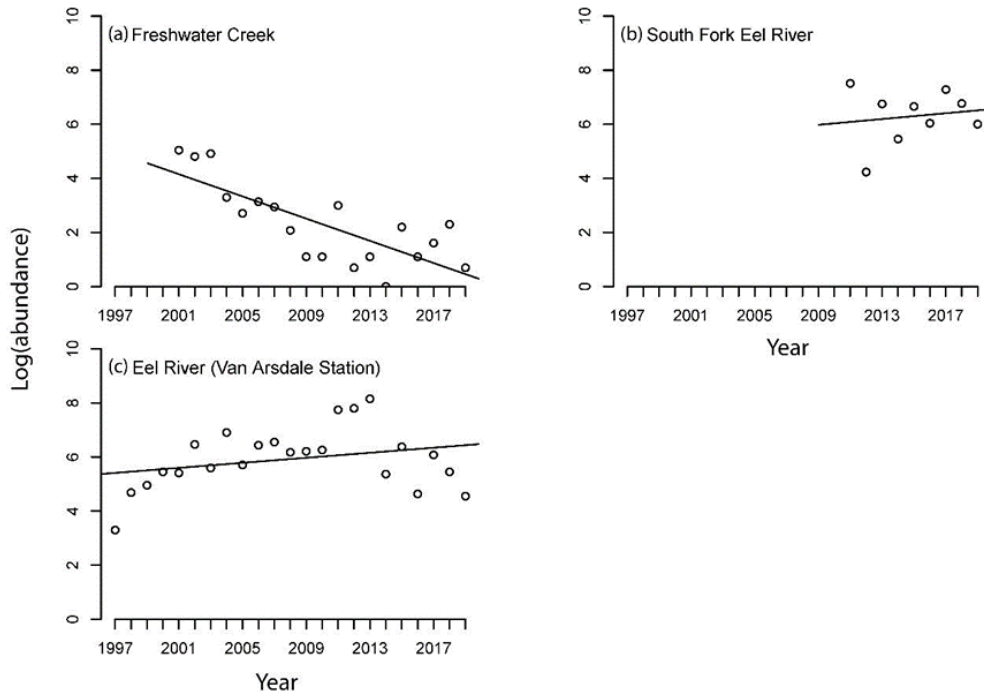 (a) Freshwater Creek
10
8
6
4
2
0
1997 2001 2005 2009 2013 2017
(b) South Fork Eel River
10
8
6
4
2
0
1997 2001 2005 2009 2013 2017
Year
Log(abundance)
(c) Eel River (Van Arsdale Station)
10
8
6
4
2
0
1997 2001 2005 2009 2013 2017
Year